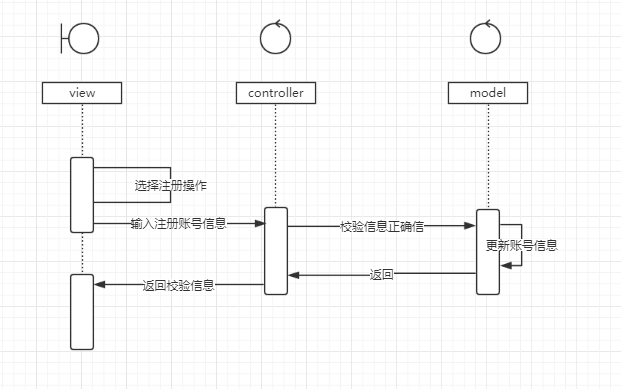 view
controller
model
选择注册操作
输入注册账号信息
校验信息正确信
更新账号信息
返回
返回校验信息